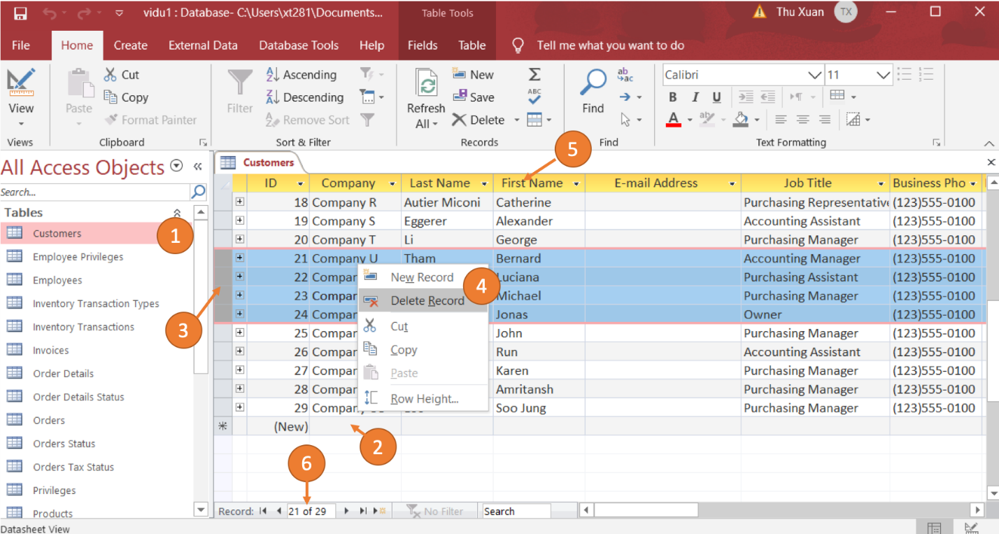 vidu1 : Database- C:\Users\xt281\Documents...
Table Tools
Thu Xuan
TX
File
Home
Create
External Data
Database Tools
Help
Fields
Table
Tell me what you want to do
View
Views
Paste
Cut
Copy
Format Painter
Clipboard
Filter
Ascending
Descending
Remove Sort
Sort & Filter
Refresh
All
New
Save
Delete
ABC
Records
Find
ab
ac
Find
Calibri
11
B I U
A
ab
Text Formatting
All Access Objects
Search...
Tables
Customers
Employee Privileges
Employees
Inventory Transaction Types
Inventory Transactions
Invoices
Order Details
Order Details Status
Orders
Orders Status
Orders Tax Status
Privileges
Products
1
3
5
Customers
ID Company Last Name First Name E-mail Address Job Title Business Pho
18 Company R Autier Miconi Catherine Purchasing Representative (123)555-0100
19 Company S Eggerer Alexander Accounting Assistant (123)555-0100
20 Company T Li George Purchasing Manager (123)555-0100
21 Company U Tham Bernard Accounting Manager (123)555-0100
22 Compar Luciana Purchasing Assistant (123)555-0100
23 Compar Michael Purchasing Manager (123)555-0100
24 Compar Jonas Owner (123)555-0100
25 Compar John Purchasing Manager (123)555-0100
26 Compar Run Accounting Assistant (123)555-0100
27 Compar Karen Purchasing Manager (123)555-0100
28 Compar Amritansh Purchasing Manager (123)555-0100
29 Soo Jung Purchasing Manager (123)555-0100
(New)
New Record
Delete Record
Cut
Copy
Paste
Row Height...
4
2
6
Record: 21 of 29 No Filter Search
Datasheet View